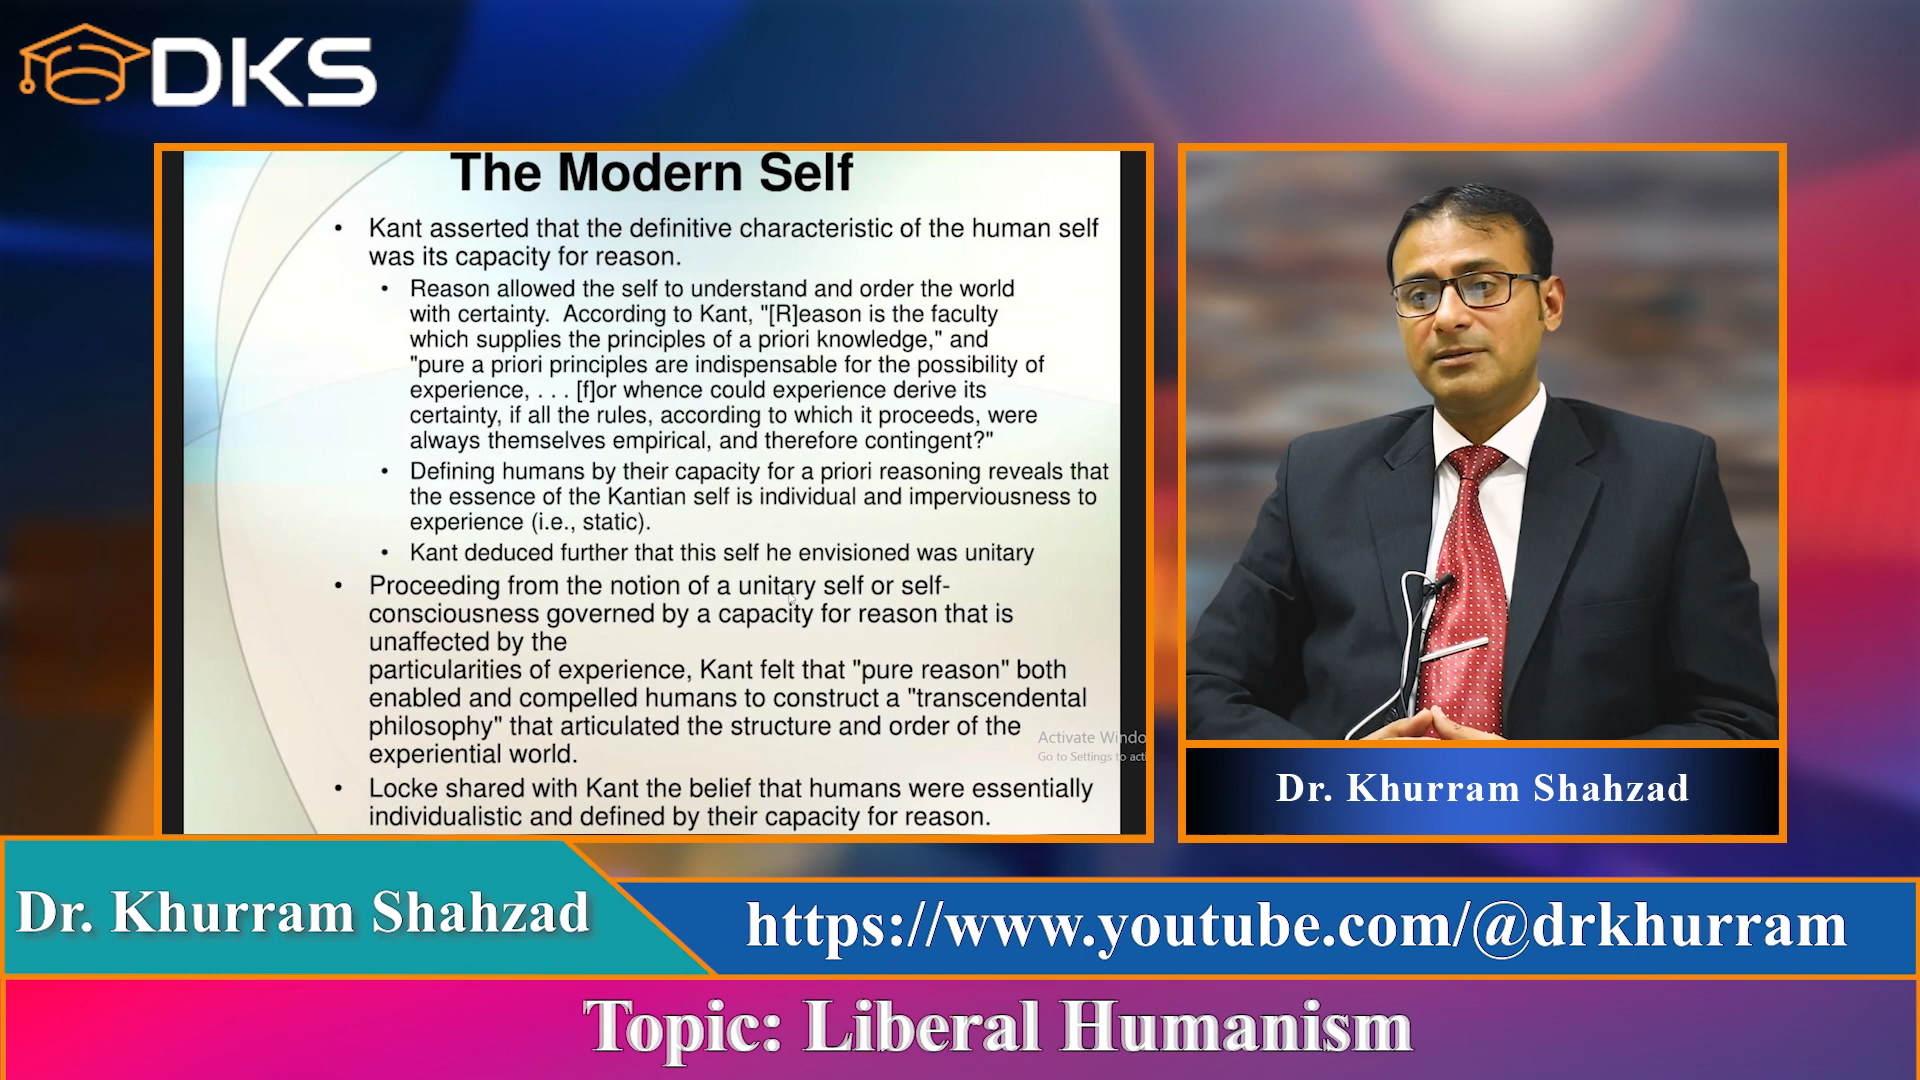 DKS
The Modern Self
• Kant asserted that the definitive characteristic of the human self
was its capacity for reason.
• Reason allowed the self to understand and order the world
with certainty. According to Kant, "[R]eason is the faculty
which supplies the principles of a priori knowledge," and
"pure a priori principles are indispensable for the possibility of
experience, . . . [f]or whence could experience derive its
certainty, if all the rules, according to which it proceeds, were
always themselves empirical, and therefore contingent?"
• Defining humans by their capacity for a priori reasoning reveals that
the essence of the Kantian self is individual and imperviousness to
experience (i.e., static).
• Kant deduced further that this self he envisioned was unitary
• Proceeding from the notion of a unitary self or self-
consciousness governed by a capacity for reason that is
unaffected by the
particularities of experience, Kant felt that "pure reason" both
enabled and compelled humans to construct a "transcendental
philosophy" that articulated the structure and order of the
experiential world.
• Locke shared with Kant the belief that humans were essentially
individualistic and defined by their capacity for reason.
Activate Windo
Go to Settings to acti
Dr. Khurram Shahzad
Dr. Khurram Shahzad
https://www.youtube.com/@drkhurram
Topic: Liberal Humanism